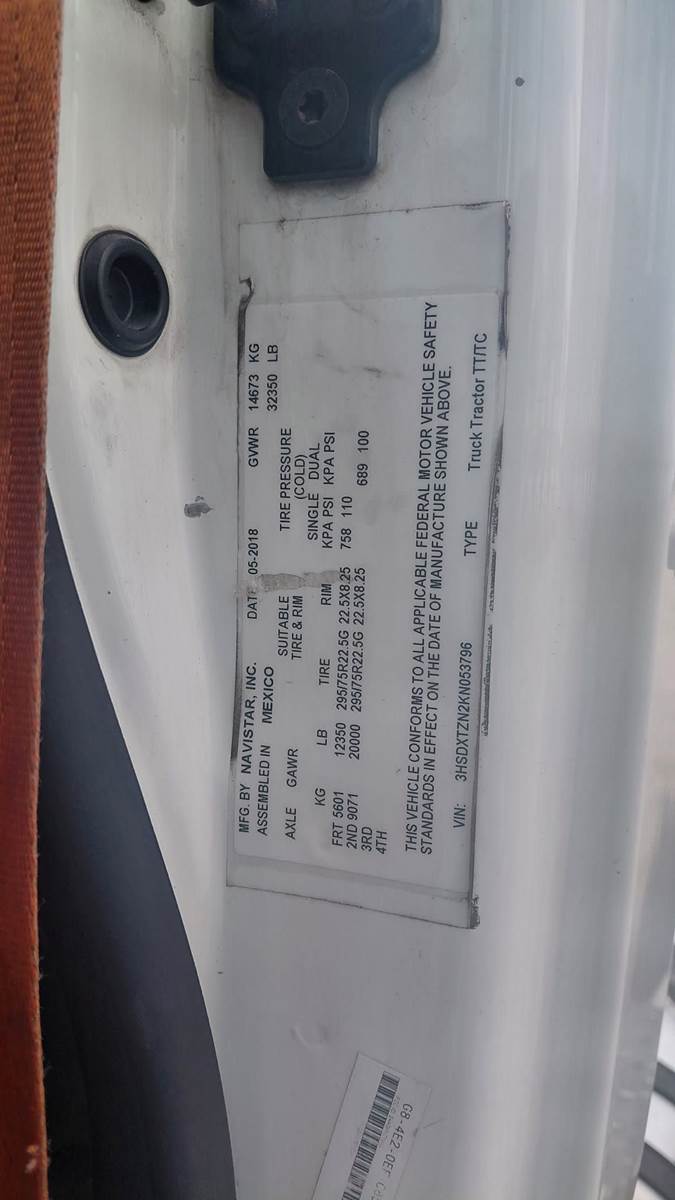 MFG. BY NAVISTAR, INC. DATE 05-2018 GVWR 14673 KG
ASSEMBLED IN MEXICO 32350 LB
AXLE GAWR SUITABLE TIRE PRESSURE
TIRE & RIM (COLD)
SINGLE DUAL
KG LB TIRE RIM KPA PSI KPA PSI
FRT 5601 12350 295/75R22.5G 22.5X8.25 758 110
2ND 9071 20000 295/75R22.5G 22.5X8.25 689 100
3RD
4TH
THIS VEHICLE CONFORMS TO ALL APPLICABLE FEDERAL MOTOR VEHICLE SAFETY
STANDARDS IN EFFECT ON THE DATE OF MANUFACTURE SHOWN ABOVE.
VIN: 3HSDXTZN2KN053796 TYPE Truck Tractor TT/TC